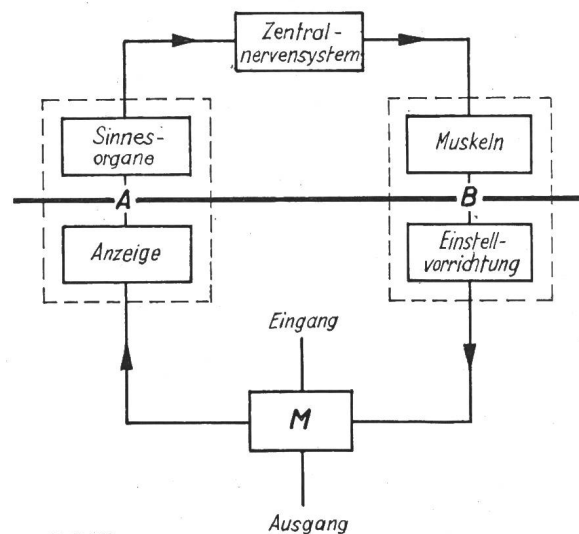 Zentral-
nervensystem
Sinnes-
organe
Muskeln
A
B
Anzeige
Einstell-
vorrichtung
Eingang
M
Ausgang